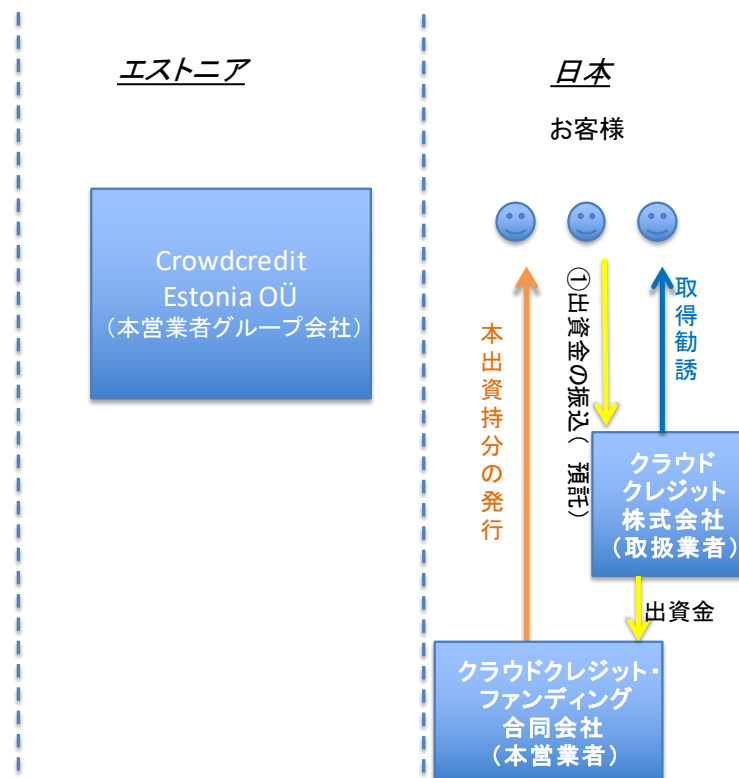 エストニア
日本
お客様
Crowdcredit
Estonia OÜ
（本営業者グループ会社）
①出資金の振込（ 預託）
取得勧誘
本出資持分の発行
クラウド
クレジット
株式会社
（取扱業者）
出資金
クラウドクレジット・
ファンディング
合同会社
（本営業者）